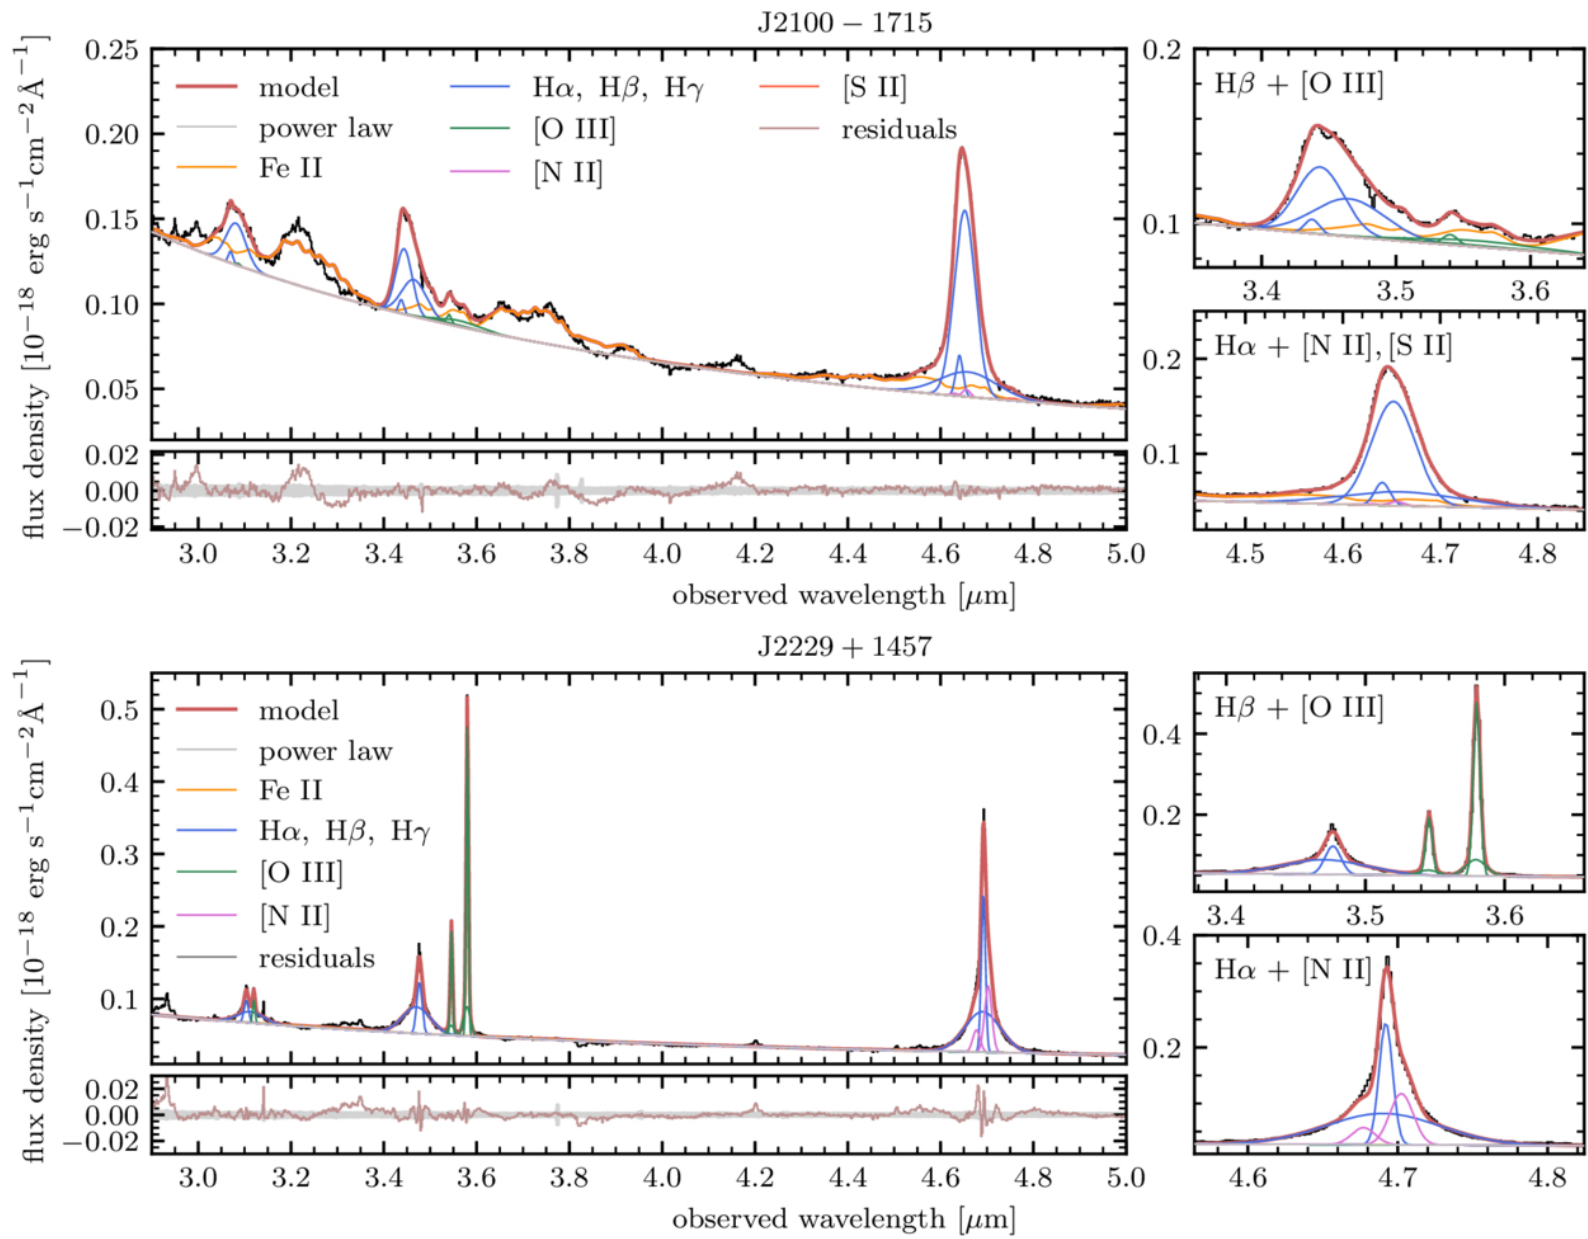 J2100 − 1715
flux density [10−18 erg s−1cm−2Å−1]
0.25
0.20
0.15
0.10
0.05
model
power law
Fe II
Hα, Hβ, Hγ
[O III]
[N II]
[S II]
residuals
0.02
0.00
−0.02
3.0 3.2 3.4 3.6 3.8 4.0 4.2 4.4 4.6 4.8 5.0
observed wavelength [μm]
0.2
0.1
Hβ + [O III]
3.4 3.5 3.6
0.2
0.1
Hα + [N II],[S II]
4.5 4.6 4.7 4.8
J2229 + 1457
flux density [10−18 erg s−1cm−2Å−1]
0.5
0.4
0.3
0.2
0.1
model
power law
Fe II
Hα, Hβ, Hγ
[O III]
[N II]
residuals
0.02
0.00
−0.02
3.0 3.2 3.4 3.6 3.8 4.0 4.2 4.4 4.6 4.8 5.0
observed wavelength [μm]
0.4
0.2
Hβ + [O III]
3.4 3.5 3.6
0.4
0.2
Hα + [N II]
4.6 4.7 4.8